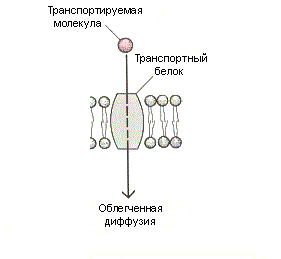 Транспортируемая
молекула
Транспортный
белок
Облегченная
диффузия